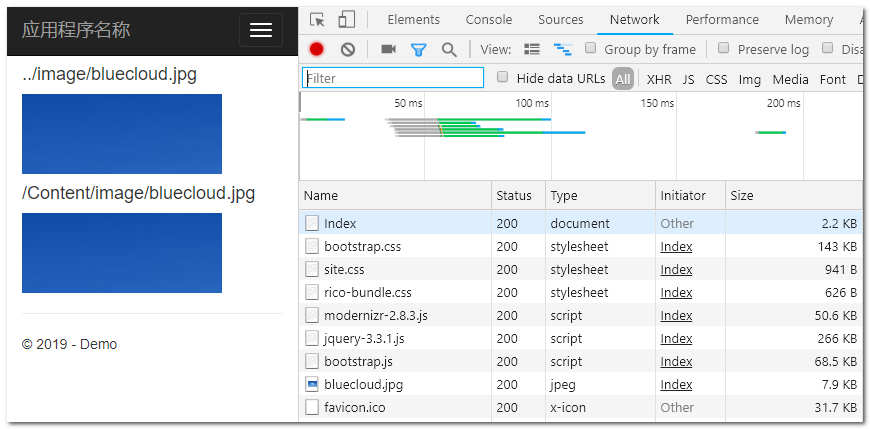 应用程序名称
../image/bluecloud.jpg
/Content/image/bluecloud.jpg
© 2019 - Demo
Elements Console Sources Network Performance Memory
View: Group by frame Preserve log Disa
Filter Hide data URLs All XHR JS CSS Img Media Font D
50 ms 100 ms 150 ms 200 ms
Name Status Type Initiator Size
Index 200 document Other 2.2 KB
bootstrap.css 200 stylesheet Index 143 KB
site.css 200 stylesheet Index 941 B
rico-bundle.css 200 stylesheet Index 626 B
modernizr-2.8.3.js 200 script Index 50.6 KB
jquery-3.3.1.js 200 script Index 266 KB
bootstrap.js 200 script Index 68.5 KB
bluecloud.jpg 200 jpeg Index 7.9 KB
favicon.ico 200 x-icon Other 31.7 KB